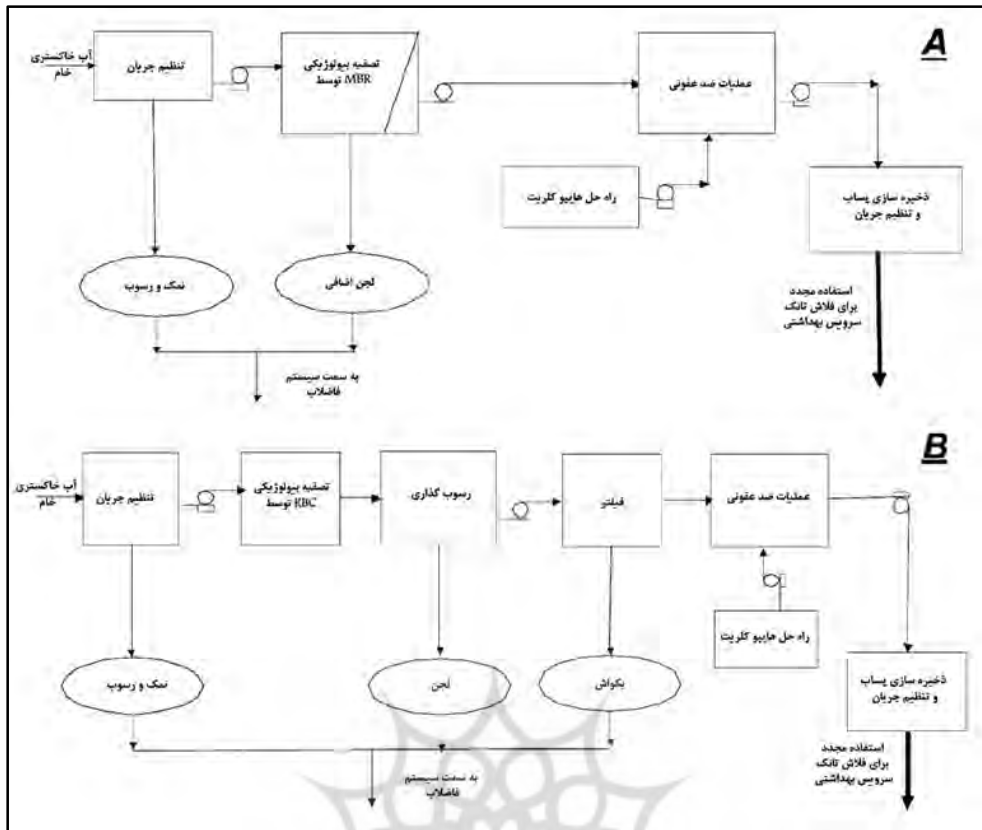 A
آب خاکستری
خام
تنظیم جریان
تصفیه بیولوژیکی
توسط MBR
عملیات ضد عفونی
راه حل هایپو کلریت
ذخیره سازی پساب
و تنظیم جریان
نمک و رسوب
لجن اضافی
استفاده مجدد
برای فلاش تانک
سرویس بهداشتی
به سمت سیستم
فاضلاب
B
آب خاکستری
خام
تنظیم جریان
تصفیه بیولوژیکی
توسط RBC
رسوب گذاری
فیلتر
عملیات ضد عفونی
راه حل هایپو کلریت
ذخیره سازی پساب
و تنظیم جریان
نمک و رسوب
لجن
بکواش
استفاده مجدد
برای فلاش تانک
سرویس بهداشتی
به سمت سیستم
فاضلاب